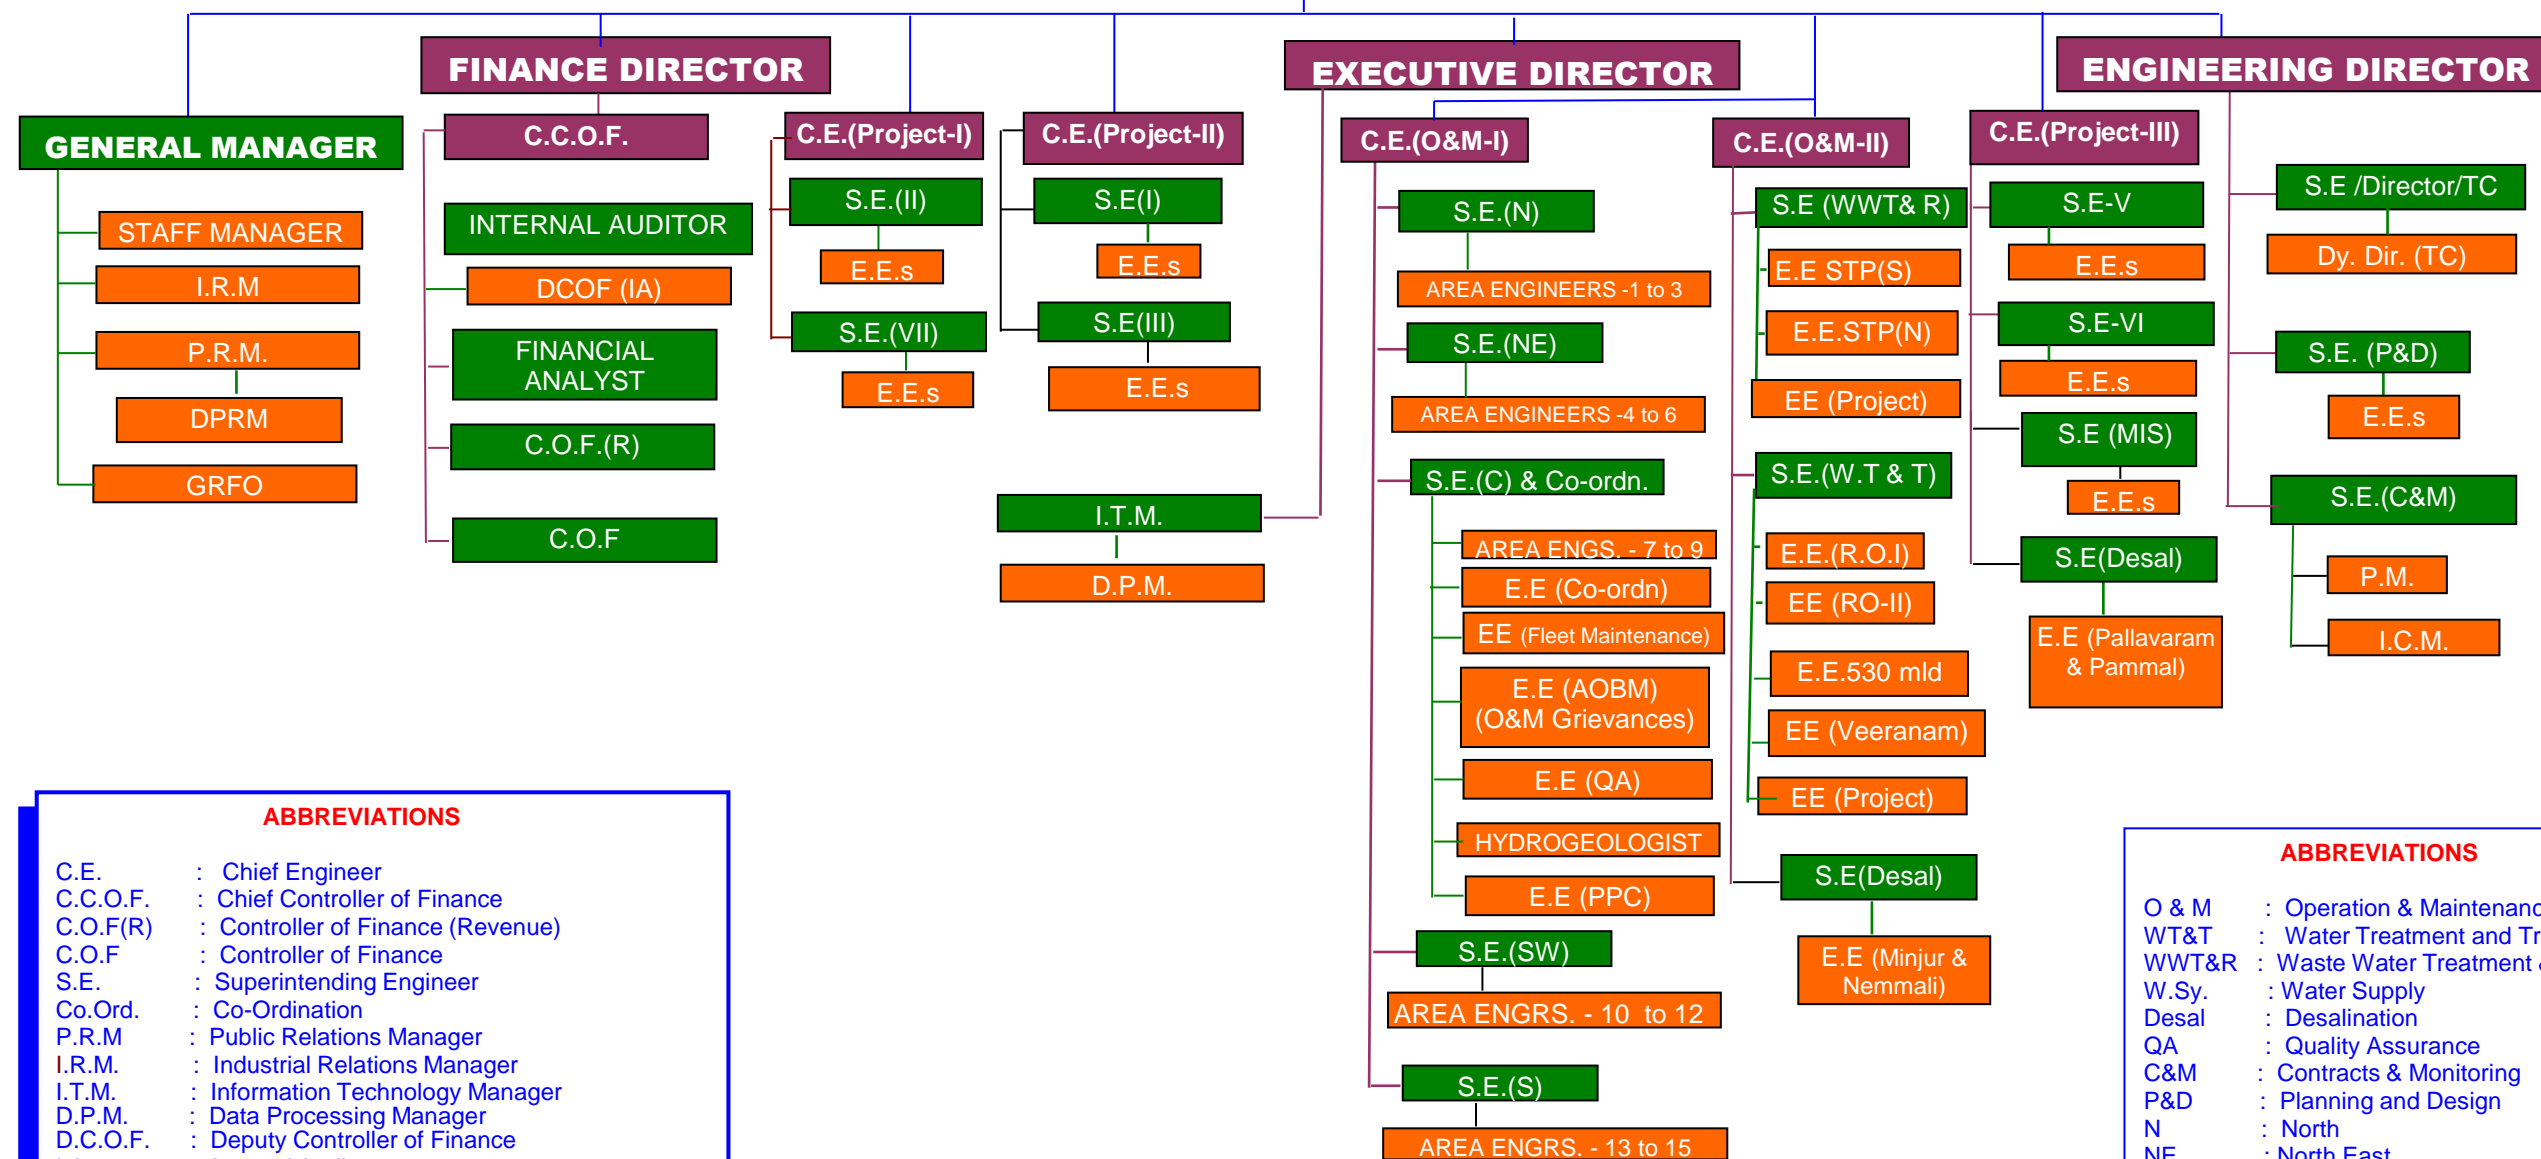 FINANCE DIRECTOR
EXECUTIVE DIRECTOR
ENGINEERING DIRECTOR
GENERAL MANAGER
STAFF MANAGER
I.R.M
P.R.M.
DPRM
GRFO
C.C.O.F.
INTERNAL AUDITOR
DCOF (IA)
FINANCIAL
ANALYST
C.O.F.(R)
C.O.F
C.E.(Project-I)
S.E.(II)
E.E.s
S.E.(VII)
E.E.s
C.E.(Project-II)
S.E(I)
E.E.s
S.E(III)
E.E.s
I.T.M.
D.P.M.
C.E.(O&M-I)
S.E.(N)
AREA ENGINEERS -1 to 3
S.E.(NE)
AREA ENGINEERS -4 to 6
S.E.(C) & Co-ordn.
AREA ENGS. - 7 to 9
E.E (Co-ordn)
EE (Fleet Maintenance)
E.E (AOBM)
(O&M Grievances)
E.E (QA)
HYDROGEOLOGIST
E.E (PPC)
S.E.(SW)
AREA ENGRS. - 10 to 12
S.E.(S)
AREA ENGRS. - 13 to 15
C.E.(O&M-II)
S.E (WWT& R)
E.E STP(S)
E.E.STP(N)
EE (Project)
S.E.(W.T & T)
E.E.(R.O.I)
EE (RO-II)
E.E.530 mld
EE (Veeranam)
EE (Project)
S.E(Desal)
E.E (Minjur &
Nemmali)
C.E.(Project-III)
S.E-V
E.E.s
S.E-VI
E.E.s
S.E (MIS)
E.E.s
S.E(Desal)
E.E (Pallavaram
& Pammal)
S.E /Director/TC
Dy. Dir. (TC)
S.E. (P&D)
E.E.s
S.E.(C&M)
P.M.
I.C.M.
ABBREVIATIONS
C.E. : Chief Engineer
C.C.O.F. : Chief Controller of Finance
C.O.F(R) : Controller of Finance (Revenue)
C.O.F : Controller of Finance
S.E. : Superintending Engineer
Co.Ord. : Co-Ordination
P.R.M : Public Relations Manager
I.R.M. : Industrial Relations Manager
I.T.M. : Information Technology Manager
D.P.M. : Data Processing Manager
D.C.O.F. : Deputy Controller of Finance
ABBREVIATIONS
O & M : Operation & Maintenanc
WT&T : Water Treatment and Tr
WWT&R : Waste Water Treatment
W.Sy. : Water Supply
Desal : Desalination
QA : Quality Assurance
C&M : Contracts & Monitoring
P&D : Planning and Design
N : North
NE : North East